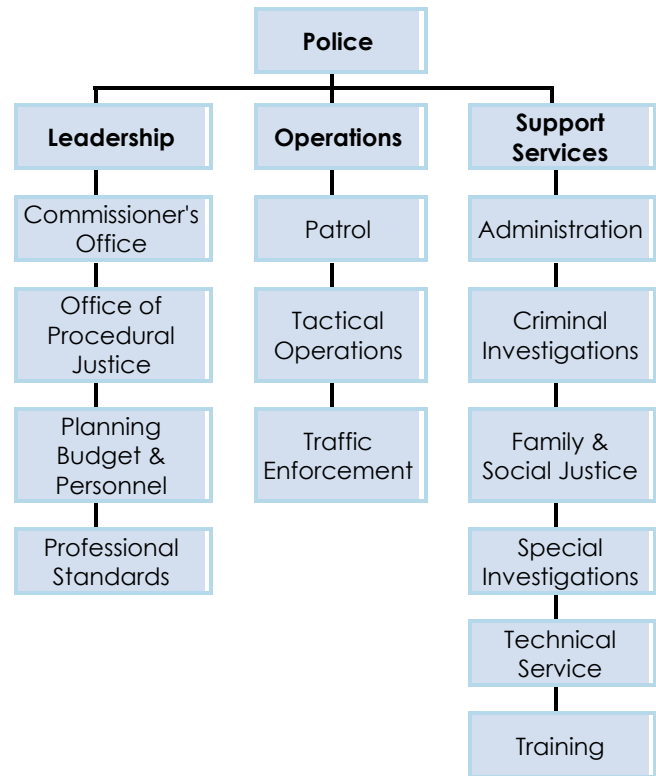 Police
Leadership
Commissioner's
Office
Office of
Procedural
Justice
Planning
Budget &
Personnel
Professional
Standards
Operations
Patrol
Tactical
Operations
Traffic
Enforcement
Support
Services
Administration
Criminal
Investigations
Family &
Social Justice
Special
Investigations
Technical
Service
Training